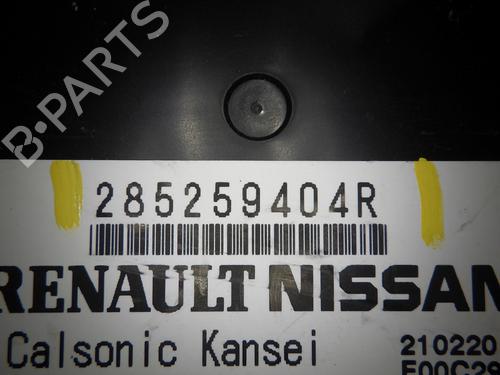 B-PARTS
285259404R
RENAULT NISSAN
Calsonic Kansei
210220